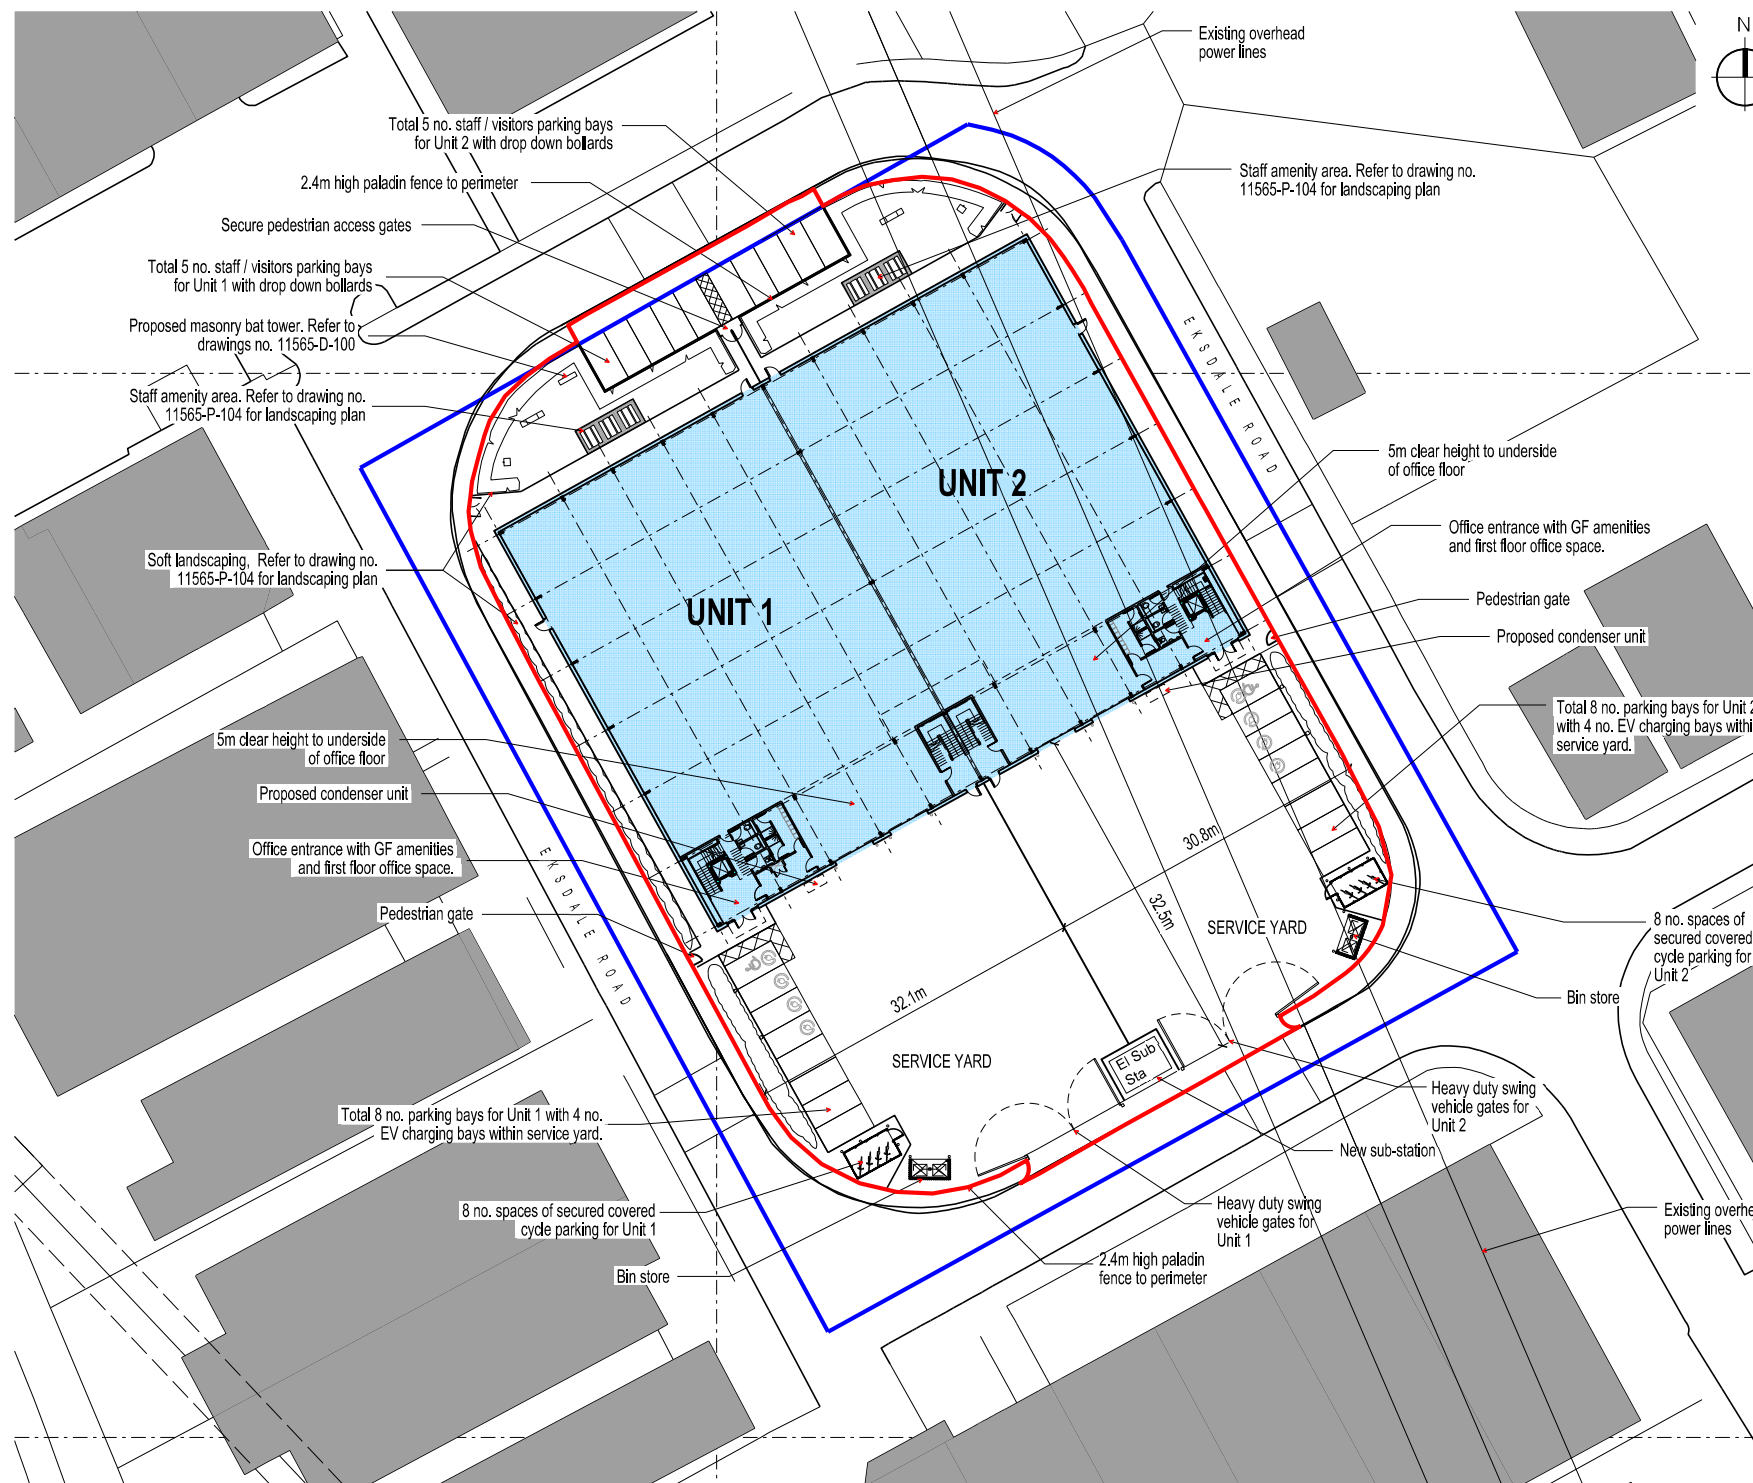 N
Existing overhead
power lines
Total 5 no. staff / visitors parking bays
for Unit 2 with drop down bollards
2.4m high paladin fence to perimeter
Staff amenity area. Refer to drawing no.
11565-P-104 for landscaping plan
Secure pedestrian access gates
Total 5 no. staff / visitors parking bays
for Unit 1 with drop down bollards
Proposed masonry bat tower. Refer to
drawings no. 11565-D-100
Staff amenity area. Refer to drawing no.
11565-P-104 for landscaping plan
EKSDALE ROAD
5m clear height to underside
of office floor
UNIT 2
Office entrance with GF amenities
and first floor office space.
Soft landscaping, Refer to drawing no.
11565-P-104 for landscaping plan
UNIT 1
Pedestrian gate
Proposed condenser unit
Total 8 no. parking bays for Unit 2
with 4 no. EV charging bays withi
service yard.
5m clear height to underside
of office floor
Proposed condenser unit
Office entrance with GF amenities
and first floor office space.
30.8m
EKSDALE ROAD
Pedestrian gate
32.5m
SERVICE YARD
8 no. spaces of
secured covered
cycle parking for
Unit 2
32.1m
Bin store
SERVICE YARD
El Sub
Sta
Heavy duty swing
vehicle gates for
Unit 2
Total 8 no. parking bays for Unit 1 with 4 no.
EV charging bays within service yard.
New sub-station
8 no. spaces of secured covered
cycle parking for Unit 1
Heavy duty swing
vehicle gates for
Unit 1
Existing overhe
power lines
Bin store
2.4m high paladin
fence to perimeter